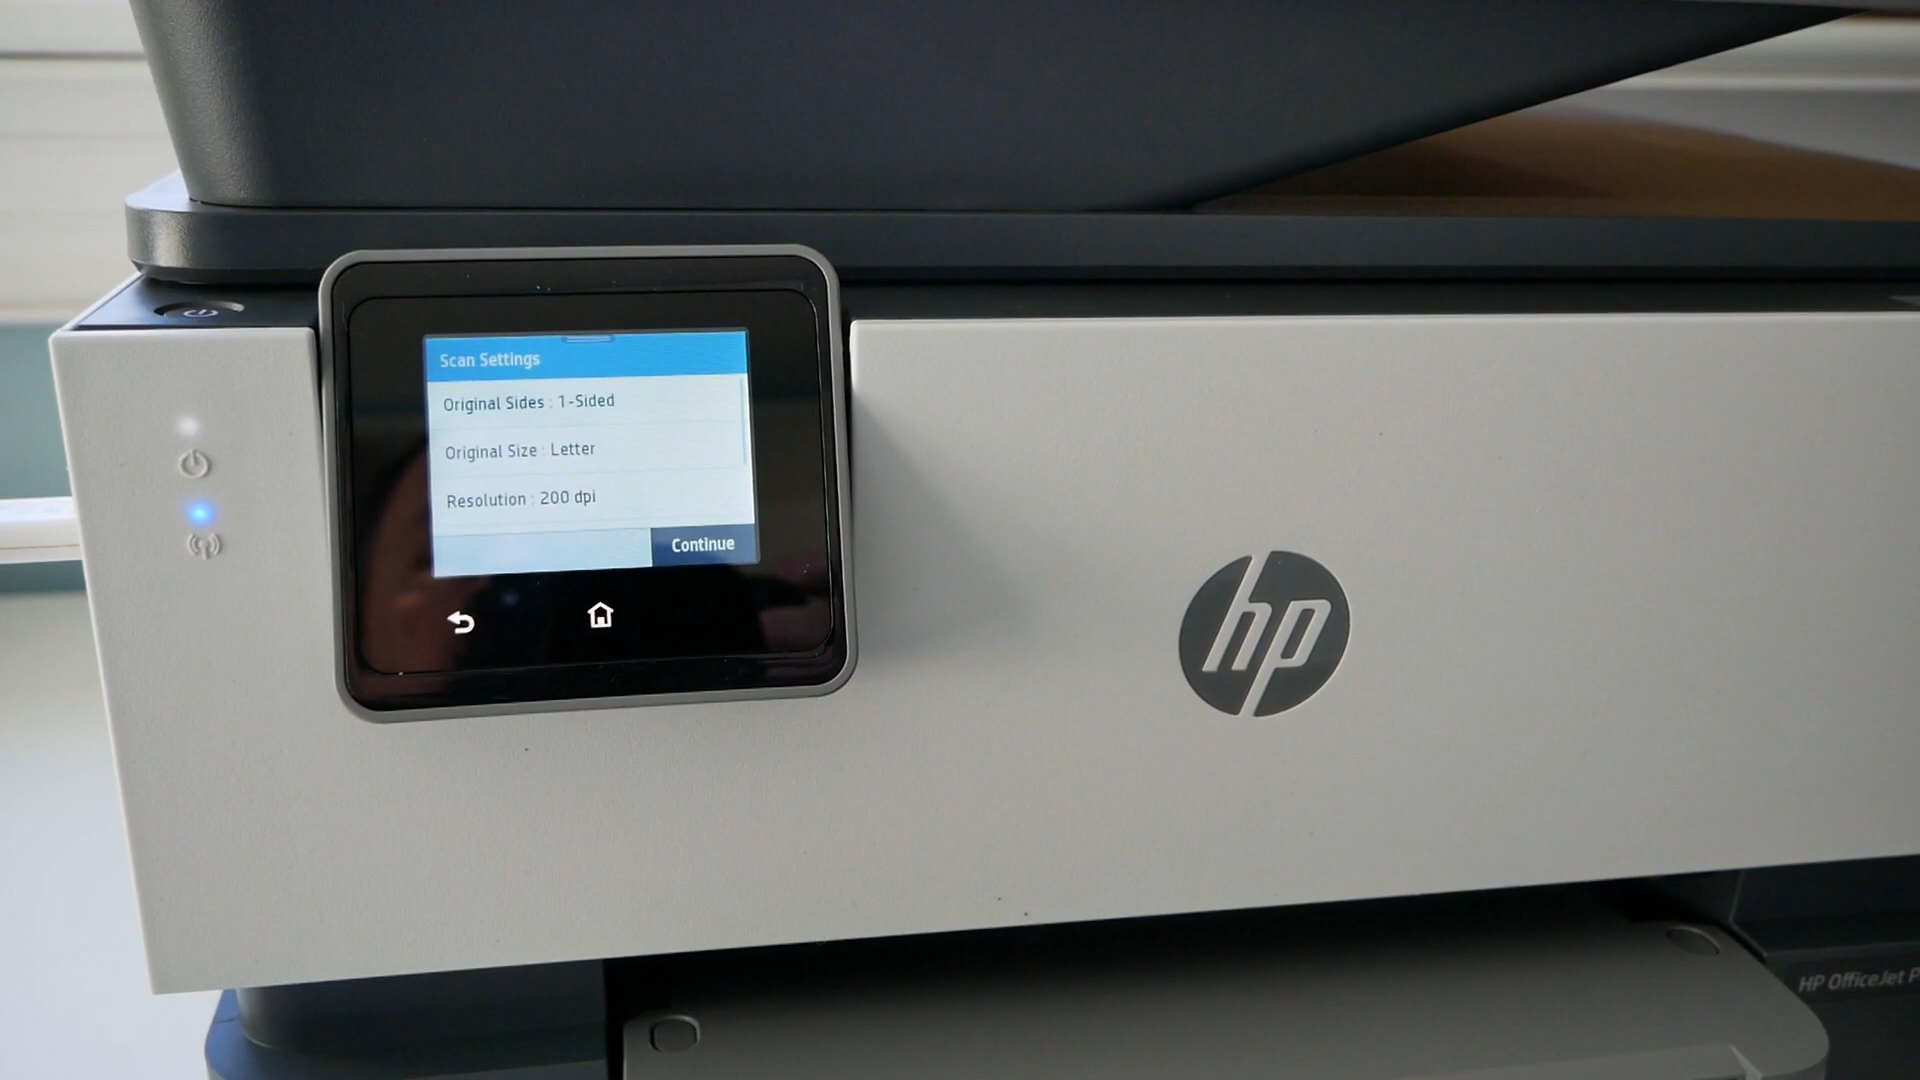 Scan Settings
Original Sides : 1-Sided
Original Size : Letter
Resolution : 200 dpi
Continue
hp
HP OfficeJet P